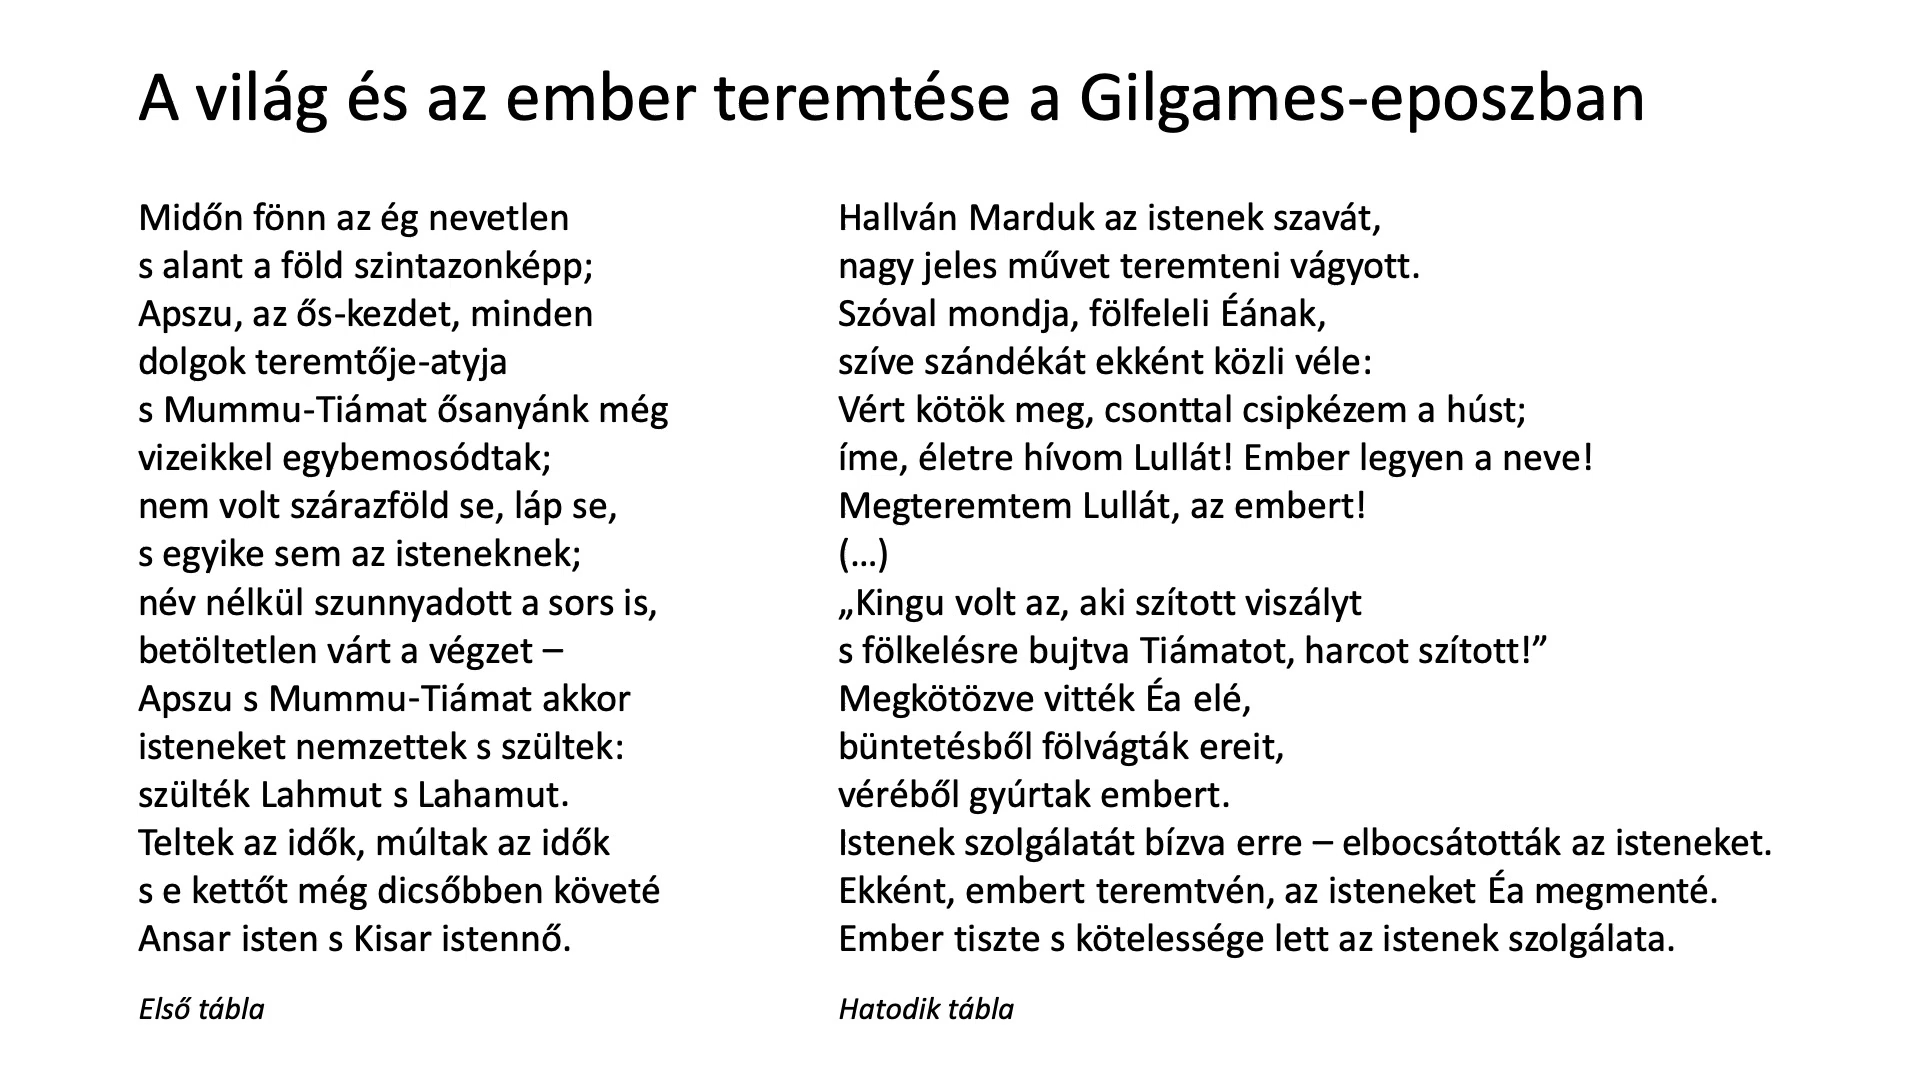 A világ és az ember teremtése a Gilgames-eposzban
Midőn fönn az ég nevetlen
s alant a föld szintazonképp;
Apszu, az ős-kezdet, minden
dolgok teremtője-atyja
s Mummu-Tiámat ősanyánk még
vizeikkel egybemosódtak;
nem volt szárazföld se, láp se,
s egyike sem az isteneknek;
név nélkül szunnyadott a sors is,
betöltetlen várt a végzet –
Apszu s Mummu-Tiámat akkor
isteneket nemzettek s szültek:
szülték Lahmut s Lahamut.
Teltek az idők, múltak az idők
s e kettőt még dicsőbben követé
Ansar isten s Kisar istennő.
Első tábla
Hallván Marduk az istenek szavát,
nagy jeles művet teremteni vágyott.
Szóval mondja, fölfeleli Éának,
szíve szándékát ekként közli véle:
Vért kötök meg, csonttal csipkézem a húst;
íme, életre hívom Lullát! Ember legyen a neve!
Megteremtem Lullát, az embert!
(…)
„Kingu volt az, aki szított viszályt
s fölkelésre bujtva Tiámatot, harcot szított!”
Megkötözve vitték Éa elé,
büntetésből fölvágták ereit,
véréből gyúrtak embert.
Istenek szolgálatát bízva erre – elbocsátották az isteneket.
Ekként, embert teremtvén, az isteneket Éa megmenté.
Ember tiszte s kötelessége lett az istenek szolgálata.
Hatodik tábla